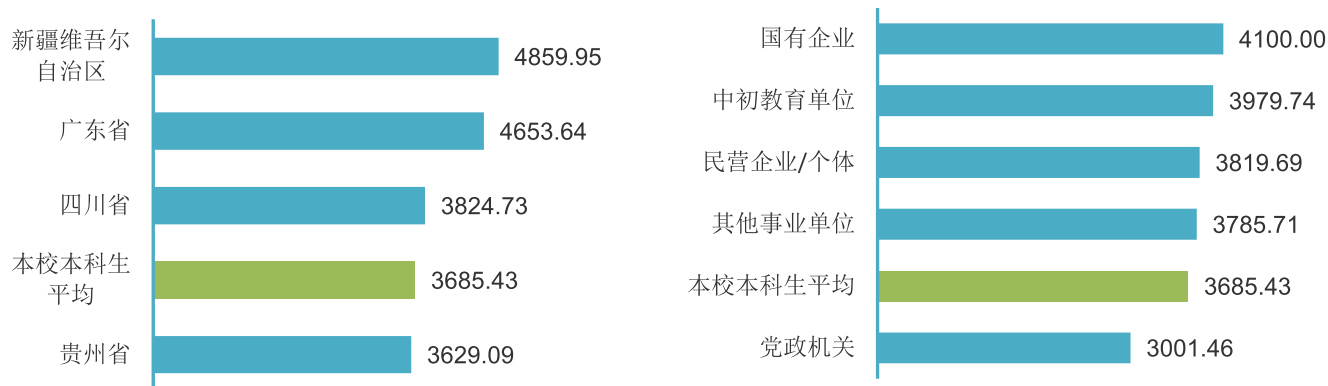 新疆维吾尔
自治区
4859.95
广东省
4653.64
四川省
3824.73
本校本科生
平均
3685.43
贵州省
3629.09
国有企业
4100.00
中初教育单位
3979.74
民营企业/个体
3819.69
其他事业单位
3785.71
本校本科生平均
3685.43
党政机关
3001.46